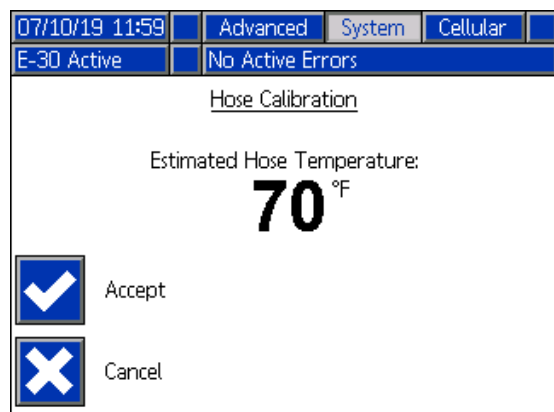 07/10/19 11:59 Advanced System Cellular
E-30 Active No Active Errors
Hose Calibration
Estimated Hose Temperature:
70 °F
Accept
Cancel